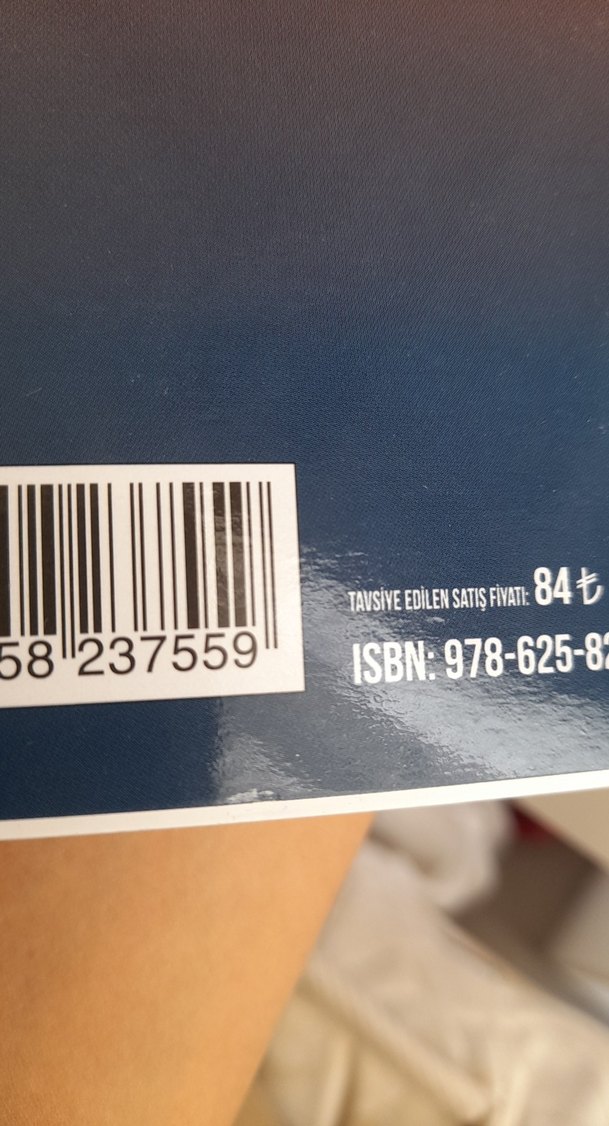 TAVSİYE EDİLEN SATIŞ FİYATI: 84 ₺
ISBN: 978-625-82
58 237559